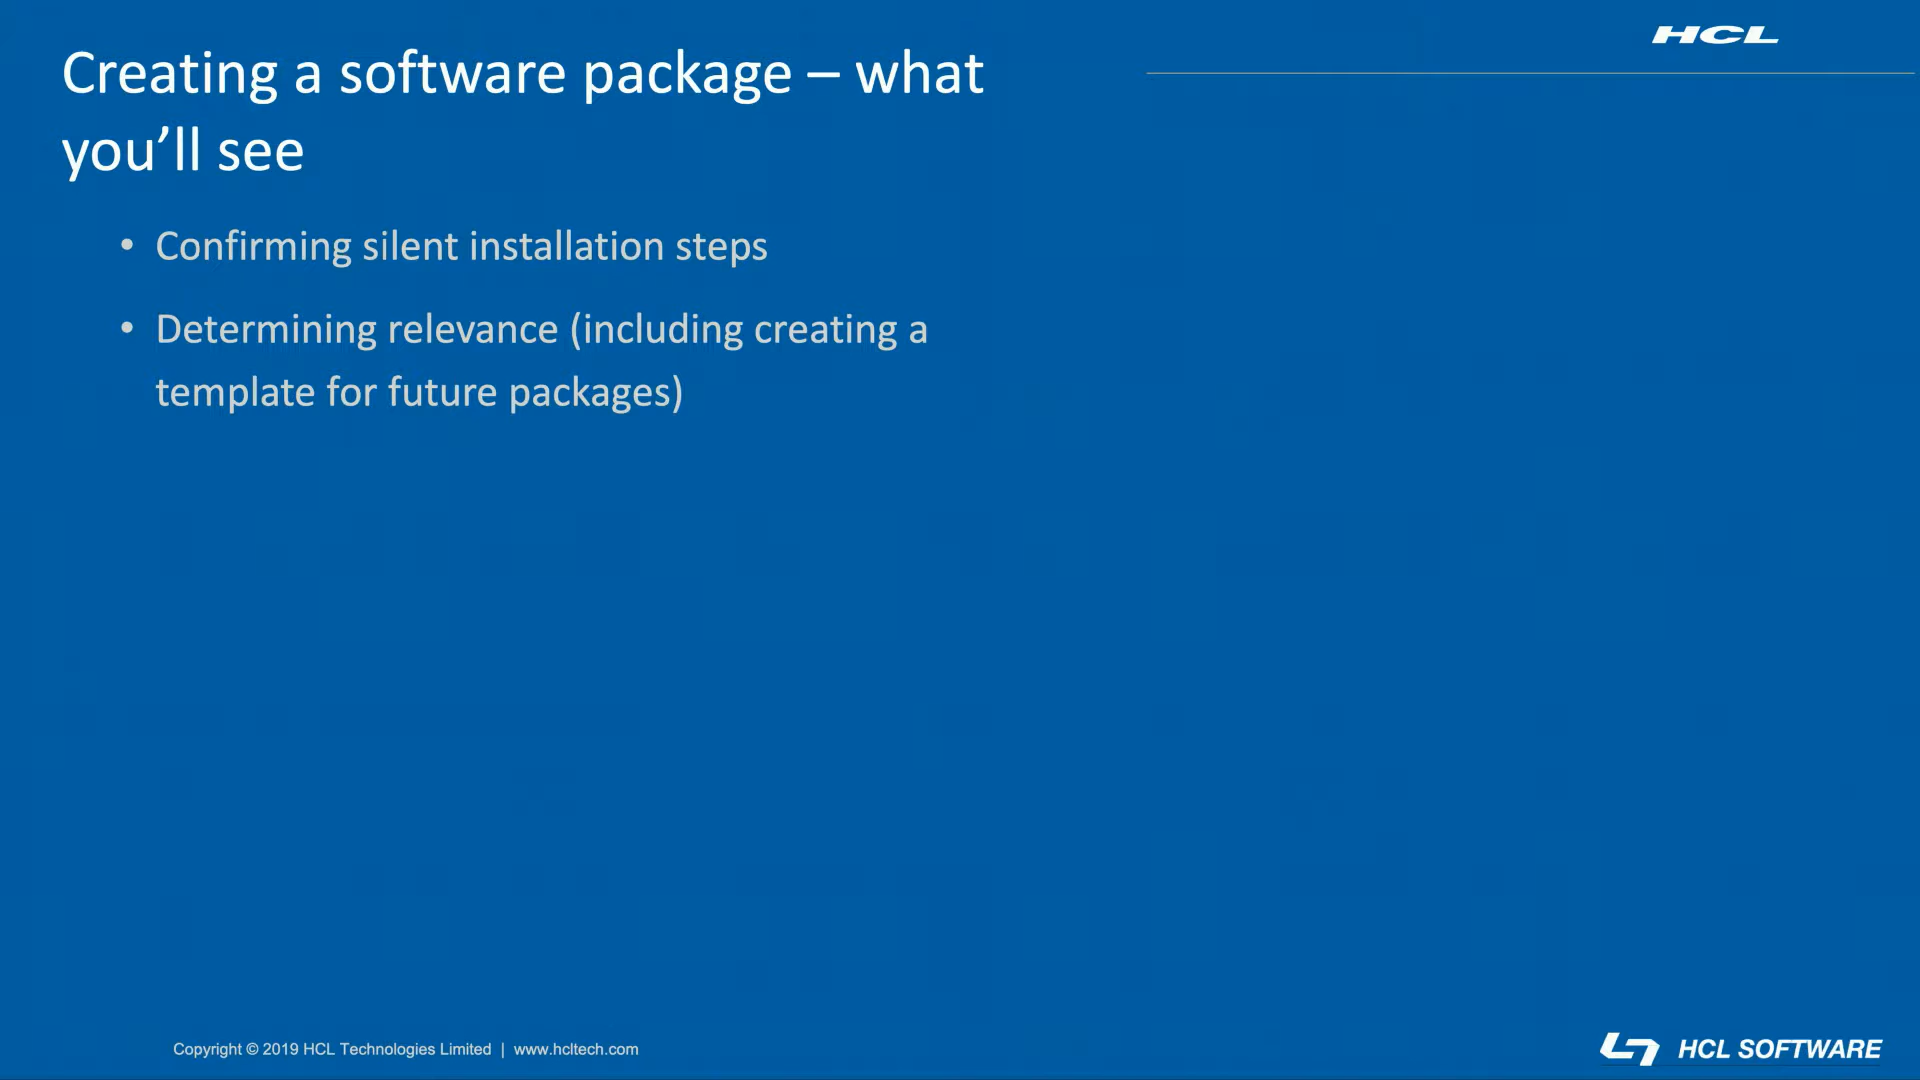 HCL
Creating a software package – what
you’ll see
• Confirming silent installation steps
• Determining relevance (including creating a
template for future packages)
Copyright © 2019 HCL Technologies Limited | www.hcltech.com
HCL SOFTWARE